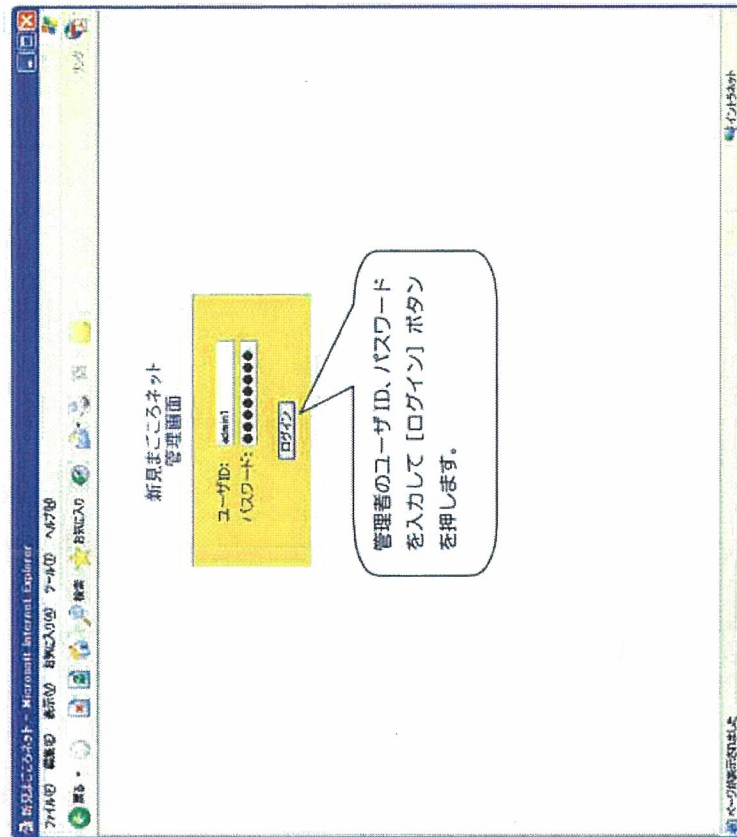 新見まごころネット - Microsoft Internet Explorer
ファイル(F) 編集(E) 表示(V) お気に入り(A) ツール(T) ヘルプ(H)
戻る 検索 お気に入り リンク
新見まごころネット
管理画面
ユーザID: admin1
パスワード: ●●●●●●●●
ログイン
管理者のユーザID、パスワード
を入力して［ログイン］ボタン
を押します。
ページが表示されました イントラネット